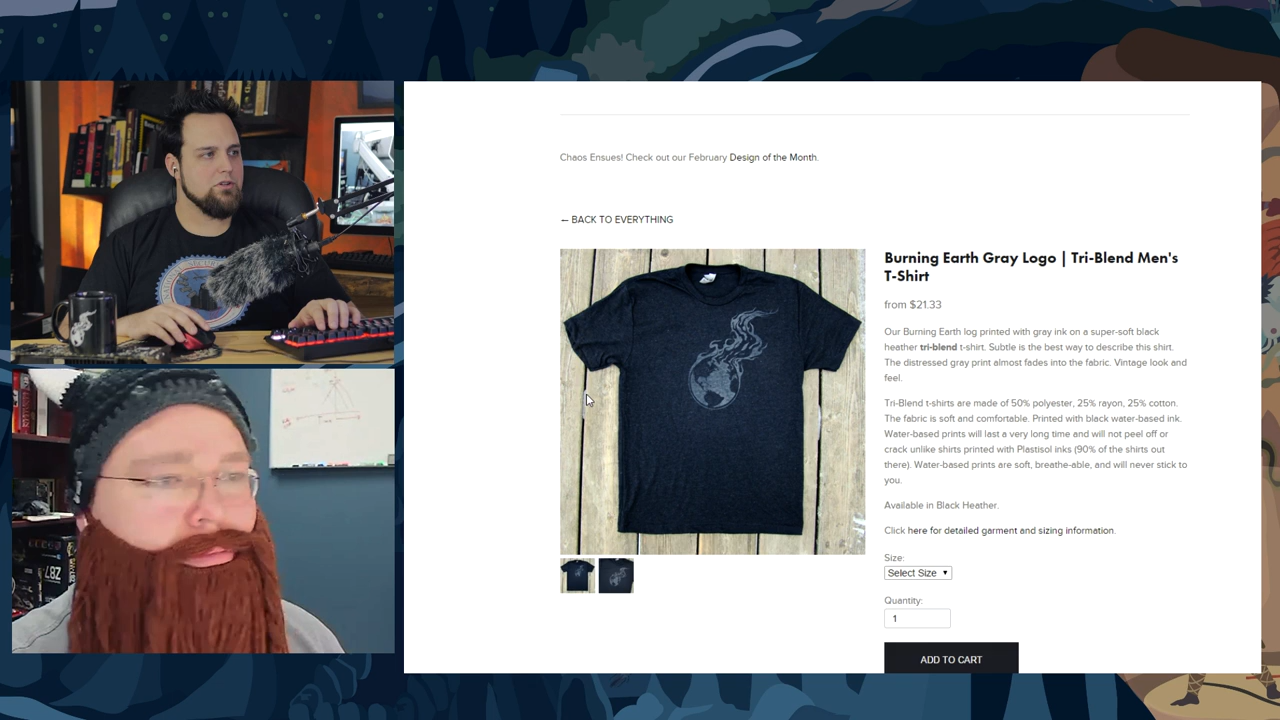 Chaos Ensues! Check out our February Design of the Month.
← BACK TO EVERYTHING
Burning Earth Gray Logo | Tri-Blend Men's
T-Shirt
from $21.33
Our Burning Earth log printed with gray ink on a super-soft black
heather tri-blend t-shirt. Subtle is the best way to describe this shirt.
The distressed gray print almost fades into the fabric. Vintage look and
feel.
Tri-Blend t-shirts are made of 50% polyester, 25% rayon, 25% cotton.
The fabric is soft and comfortable. Printed with black water-based ink.
Water-based prints will last a very long time and will not peel off or
crack unlike shirts printed with Plastisol inks (90% of the shirts out
there). Water-based prints are soft, breathe-able, and will never stick to
you.
Available in Black Heather.
Click here for detailed garment and sizing information.
Size:
Select Size
Quantity:
1
ADD TO CART